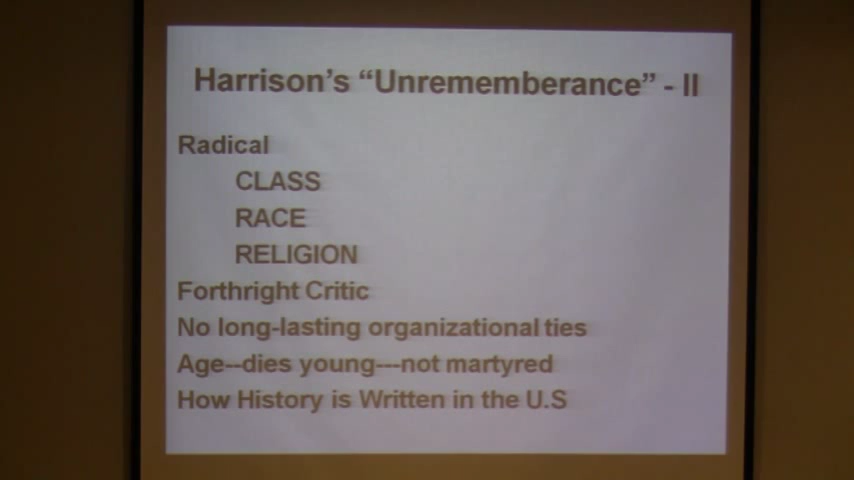 Harrison's “Unrememberance” - II
Radical
CLASS
RACE
RELIGION
Forthright Critic
No long-lasting organizational ties
Age--dies young---not martyred
How History is Written in the U.S